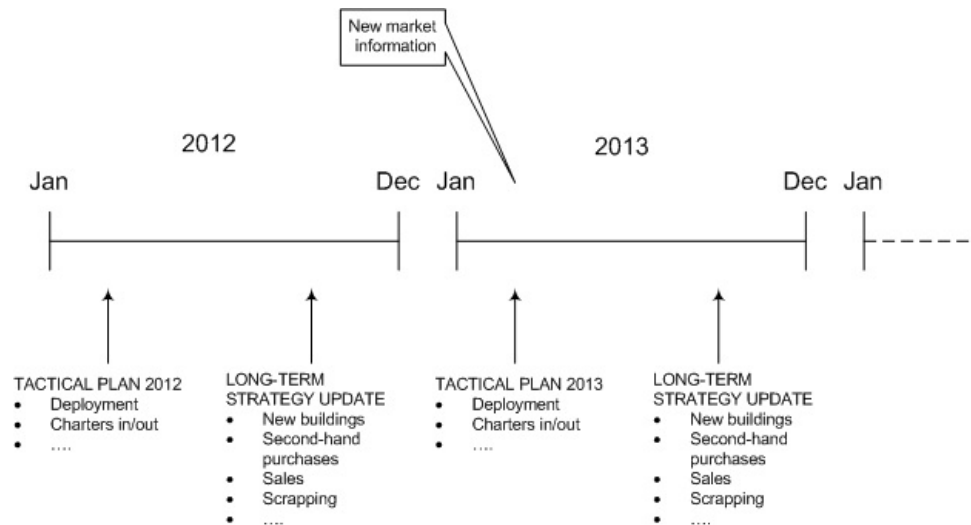 New market
information
2012
2013
Jan
Dec
Jan
Dec
Jan
TACTICAL PLAN 2012
• Deployment
• Charters in/out
• ....
LONG-TERM
STRATEGY UPDATE
• New buildings
• Second-hand
purchases
• Sales
• Scrapping
• ....
TACTICAL PLAN 2013
• Deployment
• Charters in/out
• ....
LONG-TERM
STRATEGY UPDATE
• New buildings
• Second-hand
purchases
• Sales
• Scrapping
• ....